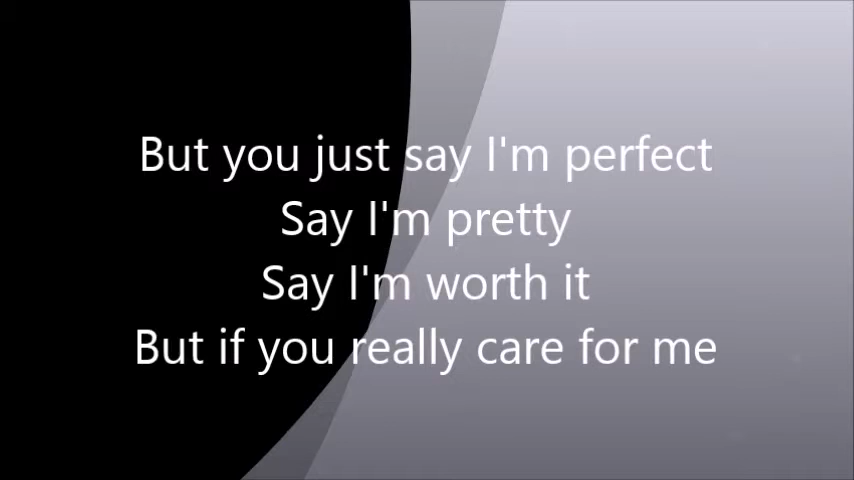 But you just say I'm perfect
Say I'm pretty
Say I'm worth it
But if you really care for me